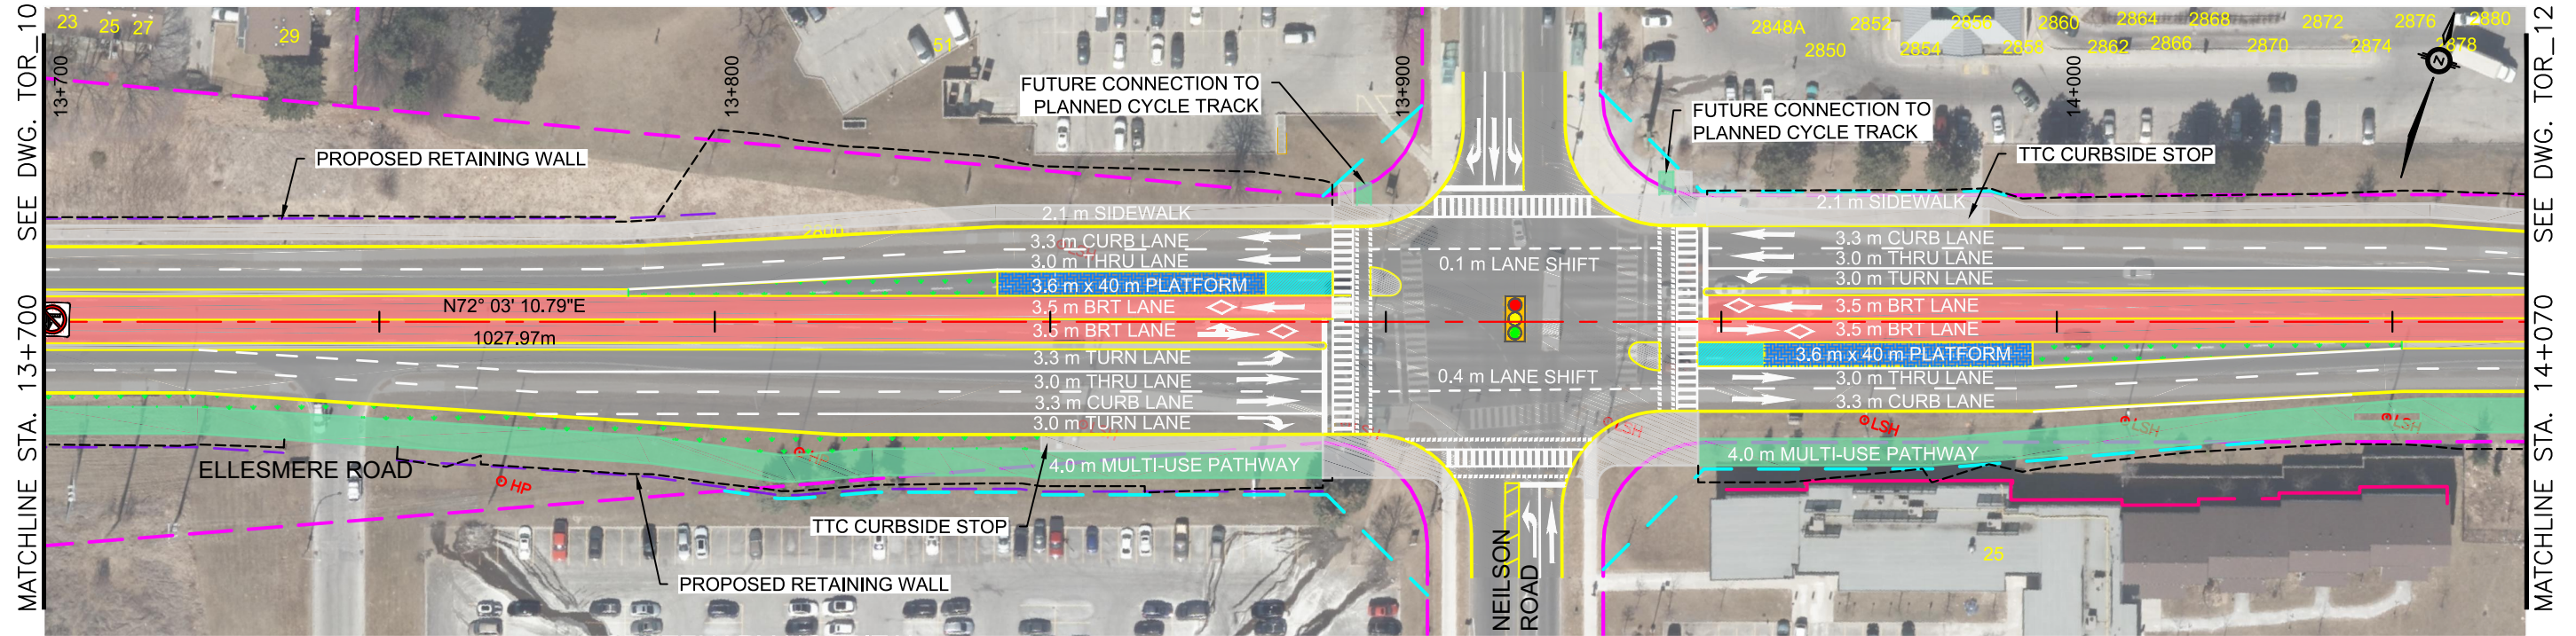 MATCHLINE STA. 13+700 SEE DWG. TOR_10
23
25
27
29
51
2848A
2850
2852
2854
2856
2858
2860
2862
2864
2866
2868
2870
2872
2874
2876
2878
2880
13+700
13+800
13+900
14+000
N
FUTURE CONNECTION TO
PLANNED CYCLE TRACK
FUTURE CONNECTION TO
PLANNED CYCLE TRACK
PROPOSED RETAINING WALL
TTC CURBSIDE STOP
2.1 m SIDEWALK
2.1 m SIDEWALK
3.3 m CURB LANE
3.0 m THRU LANE
3.6 m x 40 m PLATFORM
3.5 m BRT LANE
3.5 m BRT LANE
3.3 m TURN LANE
3.0 m THRU LANE
3.3 m CURB LANE
3.0 m TURN LANE
4.0 m MULTI-USE PATHWAY
N72° 03' 10.79"E
1027.97m
0.1 m LANE SHIFT
0.4 m LANE SHIFT
3.3 m CURB LANE
3.0 m THRU LANE
3.0 m TURN LANE
3.5 m BRT LANE
3.5 m BRT LANE
3.6 m x 40 m PLATFORM
3.0 m THRU LANE
3.3 m CURB LANE
4.0 m MULTI-USE PATHWAY
LSH
LSH
LSH
LSH
ELLESMERE ROAD
HP
TTC CURBSIDE STOP
PROPOSED RETAINING WALL
NEILSON
ROAD
25
MATCHLINE STA. 14+070 SEE DWG. TOR_12